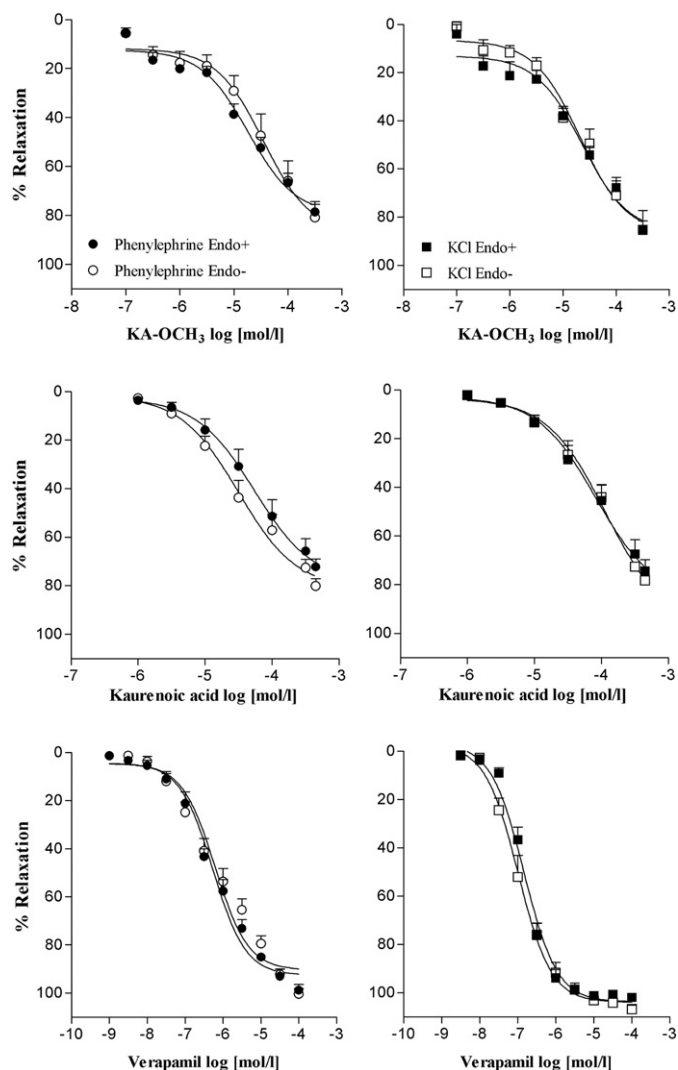 0
20
40
60
80
100
% Relaxation
Phenylephrine Endo+
Phenylephrine Endo-
-8 -7 -6 -5 -4 -3
KA-OCH₃ log [mol/l]
0
20
40
60
80
100
KCl Endo+
KCl Endo-
-8 -7 -6 -5 -4 -3
KA-OCH₃ log [mol/l]
0
20
40
60
80
100
% Relaxation
-7 -6 -5 -4 -3
Kaurenoic acid log [mol/l]
0
20
40
60
80
100
-7 -6 -5 -4 -3
Kaurenoic acid log [mol/l]
0
20
40
60
80
100
% Relaxation
-10 -9 -8 -7 -6 -5 -4 -3
Verapamil log [mol/l]
0
20
40
60
80
100
-10 -9 -8 -7 -6 -5 -4 -3
Verapamil log [mol/l]